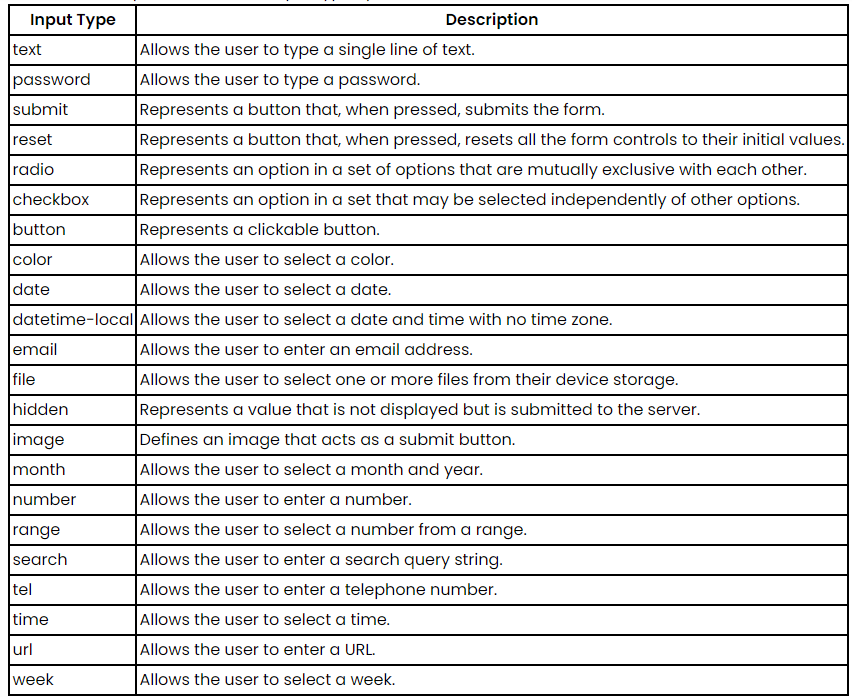 Input Type Description
text Allows the user to type a single line of text.
password Allows the user to type a password.
submit Represents a button that, when pressed, submits the form.
reset Represents a button that, when pressed, resets all the form controls to their initial values.
radio Represents an option in a set of options that are mutually exclusive with each other.
checkbox Represents an option in a set that may be selected independently of other options.
button Represents a clickable button.
color Allows the user to select a color.
date Allows the user to select a date.
datetime-local Allows the user to select a date and time with no time zone.
email Allows the user to enter an email address.
file Allows the user to select one or more files from their device storage.
hidden Represents a value that is not displayed but is submitted to the server.
image Defines an image that acts as a submit button.
month Allows the user to select a month and year.
number Allows the user to enter a number.
range Allows the user to select a number from a range.
search Allows the user to enter a search query string.
tel Allows the user to enter a telephone number.
time Allows the user to select a time.
url Allows the user to enter a URL.
week Allows the user to select a week.